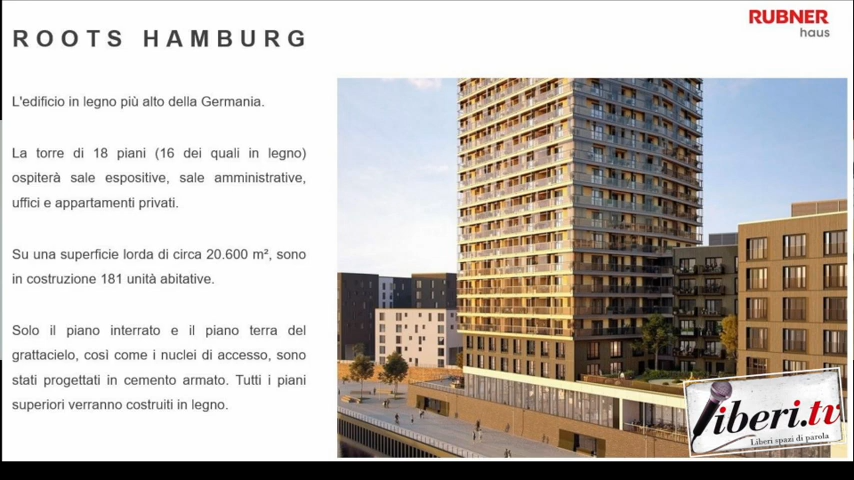 ROOTS HAMBURG
RUBNER
haus
L'edificio in legno più alto della Germania.
La torre di 18 piani (16 dei quali in legno)
ospiterà sale espositive, sale amministrative,
uffici e appartamenti privati.
Su una superficie lorda di circa 20.600 m², sono
in costruzione 181 unità abitative.
Solo il piano interrato e il piano terra del
grattacielo, così come i nuclei di accesso, sono
stati progettati in cemento armato. Tutti i piani
superiori verranno costruiti in legno.
liberi.tv
Liberi spazi di parola